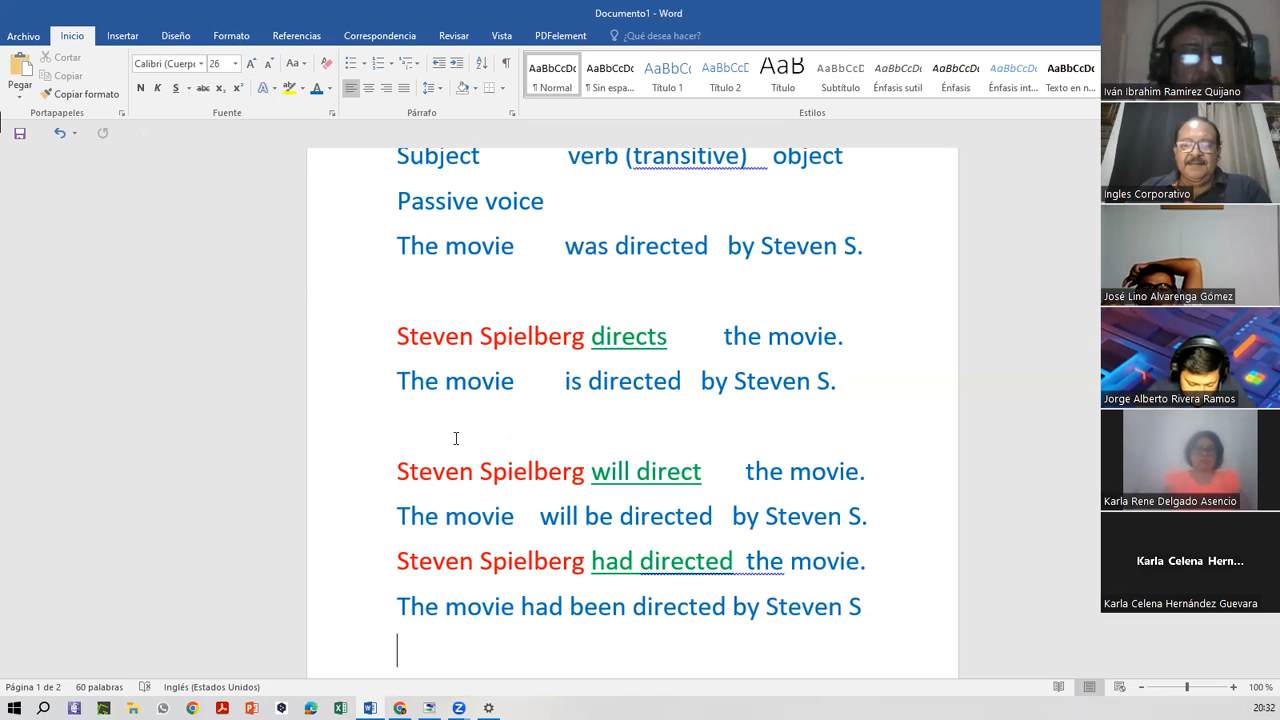 Documento1 - Word
Archivo Inicio Insertar Diseño Formato Referencias Correspondencia Revisar Vista PDFelement ¿Qué desea hacer?
Pegar
Cortar
Copiar
Copiar formato
Portapapeles
Calibri (Cuerpo 26
Fuente
Párrafo
AaBbCcDc AaBbCcDc AaBbCc AaBbCcD AaB AaBbCcD AaBbCcDc AaBbCcDc AaBbCcDc AaBbCcDc
¶ Normal ¶ Sin espa... Título 1 Título 2 Título Subtítulo Énfasis sutil Énfasis Énfasis int... Texto en n...
Estilos
Subject verb (transitive) object
Passive voice
The movie was directed by Steven S.
Steven Spielberg directs the movie.
The movie is directed by Steven S.
Steven Spielberg will direct the movie.
The movie will be directed by Steven S.
Steven Spielberg had directed the movie.
The movie had been directed by Steven S
Iván Ibrahim Ramírez Quijano
Ingles Corporativo
José Lino Alvarenga Gómez
Jorge Alberto Rivera Ramos
Karla Rene Delgado Asencio
Karla Celena Hern...
Karla Celena Hernández Guevara
Página 1 de 2 60 palabras Inglés (Estados Unidos) 100 %
20:32